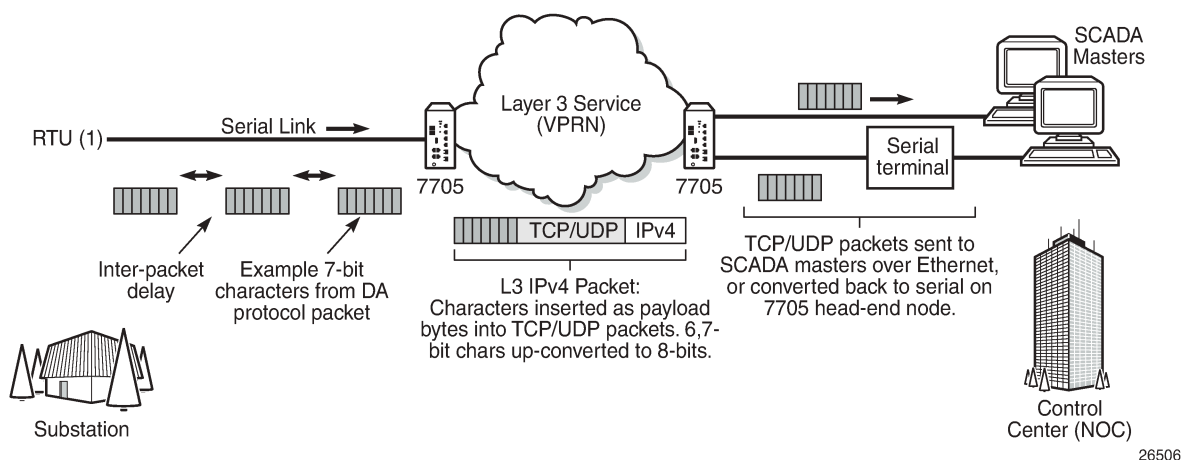 SCADA
Masters
Layer 3 Service
(VPRN)
RTU (1)
Serial Link
Serial
terminal
7705
7705
TCP/UDP
IPv4
Inter-packet
delay
Example 7-bit
characters from DA
protocol packet
L3 IPv4 Packet:
Characters inserted as payload
bytes into TCP/UDP packets. 6,7-
bit chars up-converted to 8-bits.
TCP/UDP packets sent to
SCADA masters over Ethernet,
or converted back to serial on
7705 head-end node.
Substation
Control
Center (NOC)
26506